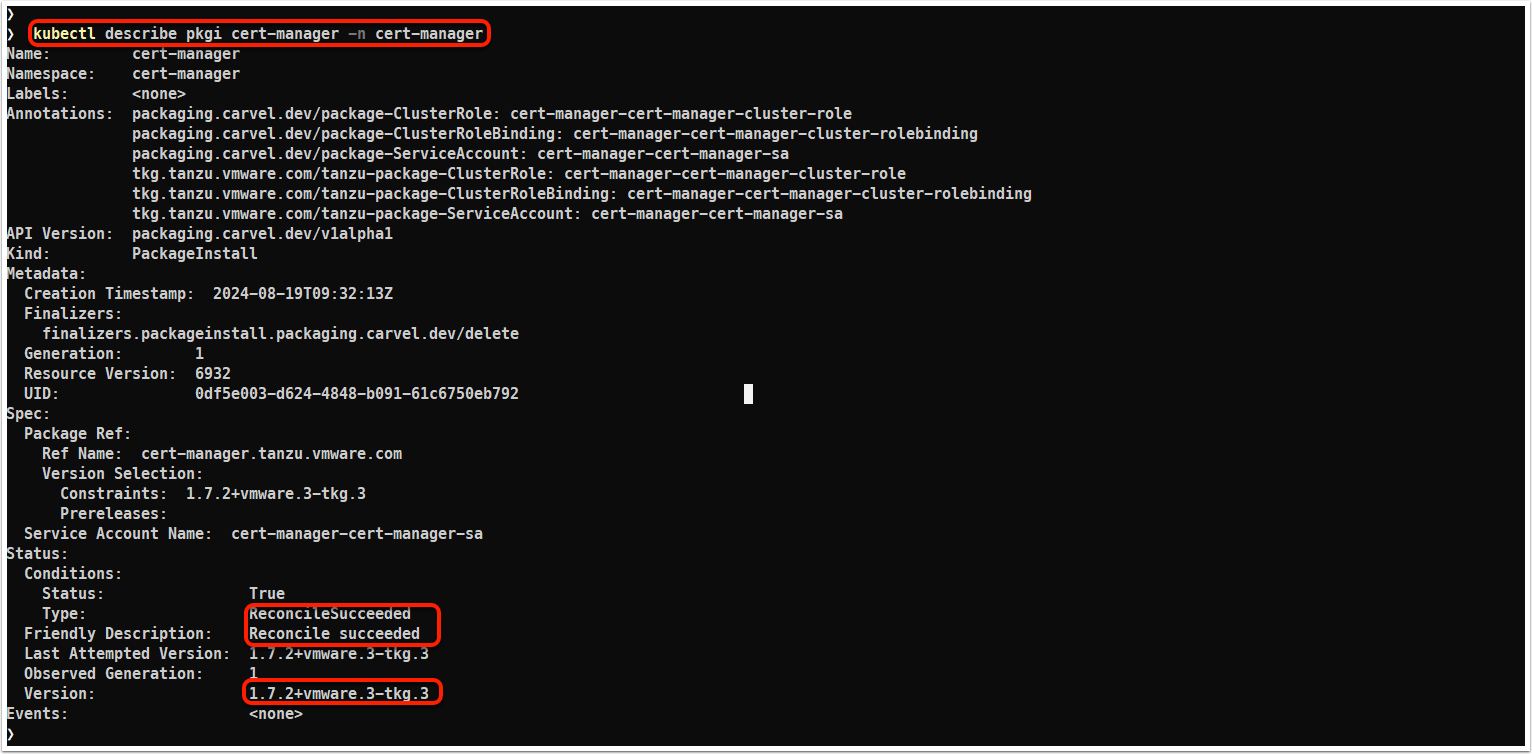 ❯
❯ kubectl describe pkgi cert-manager -n cert-manager
Name:         cert-manager
Namespace:    cert-manager
Labels:       <none>
Annotations:  packaging.carvel.dev/package-ClusterRole: cert-manager-cert-manager-cluster-role
              packaging.carvel.dev/package-ClusterRoleBinding: cert-manager-cert-manager-cluster-rolebinding
              packaging.carvel.dev/package-ServiceAccount: cert-manager-cert-manager-sa
              tkg.tanzu.vmware.com/tanzu-package-ClusterRole: cert-manager-cert-manager-cluster-role
              tkg.tanzu.vmware.com/tanzu-package-ClusterRoleBinding: cert-manager-cert-manager-cluster-rolebinding
              tkg.tanzu.vmware.com/tanzu-package-ServiceAccount: cert-manager-cert-manager-sa
API Version:  packaging.carvel.dev/v1alpha1
Kind:         PackageInstall
Metadata:
  Creation Timestamp:  2024-08-19T09:32:13Z
  Finalizers:
    finalizers.packageinstall.packaging.carvel.dev/delete
  Generation:        1
  Resource Version:  6932
  UID:               0df5e003-d624-4848-b091-61c6750eb792
Spec:
  Package Ref:
    Ref Name:  cert-manager.tanzu.vmware.com
    Version Selection:
      Constraints:  1.7.2+vmware.3-tkg.3
      Prereleases:
  Service Account Name:  cert-manager-cert-manager-sa
Status:
  Conditions:
    Status:                True
    Type:                  ReconcileSucceeded
  Friendly Description:    Reconcile succeeded
  Last Attempted Version:  1.7.2+vmware.3-tkg.3
  Observed Generation:     1
  Version:                 1.7.2+vmware.3-tkg.3
Events:                    <none>
❯